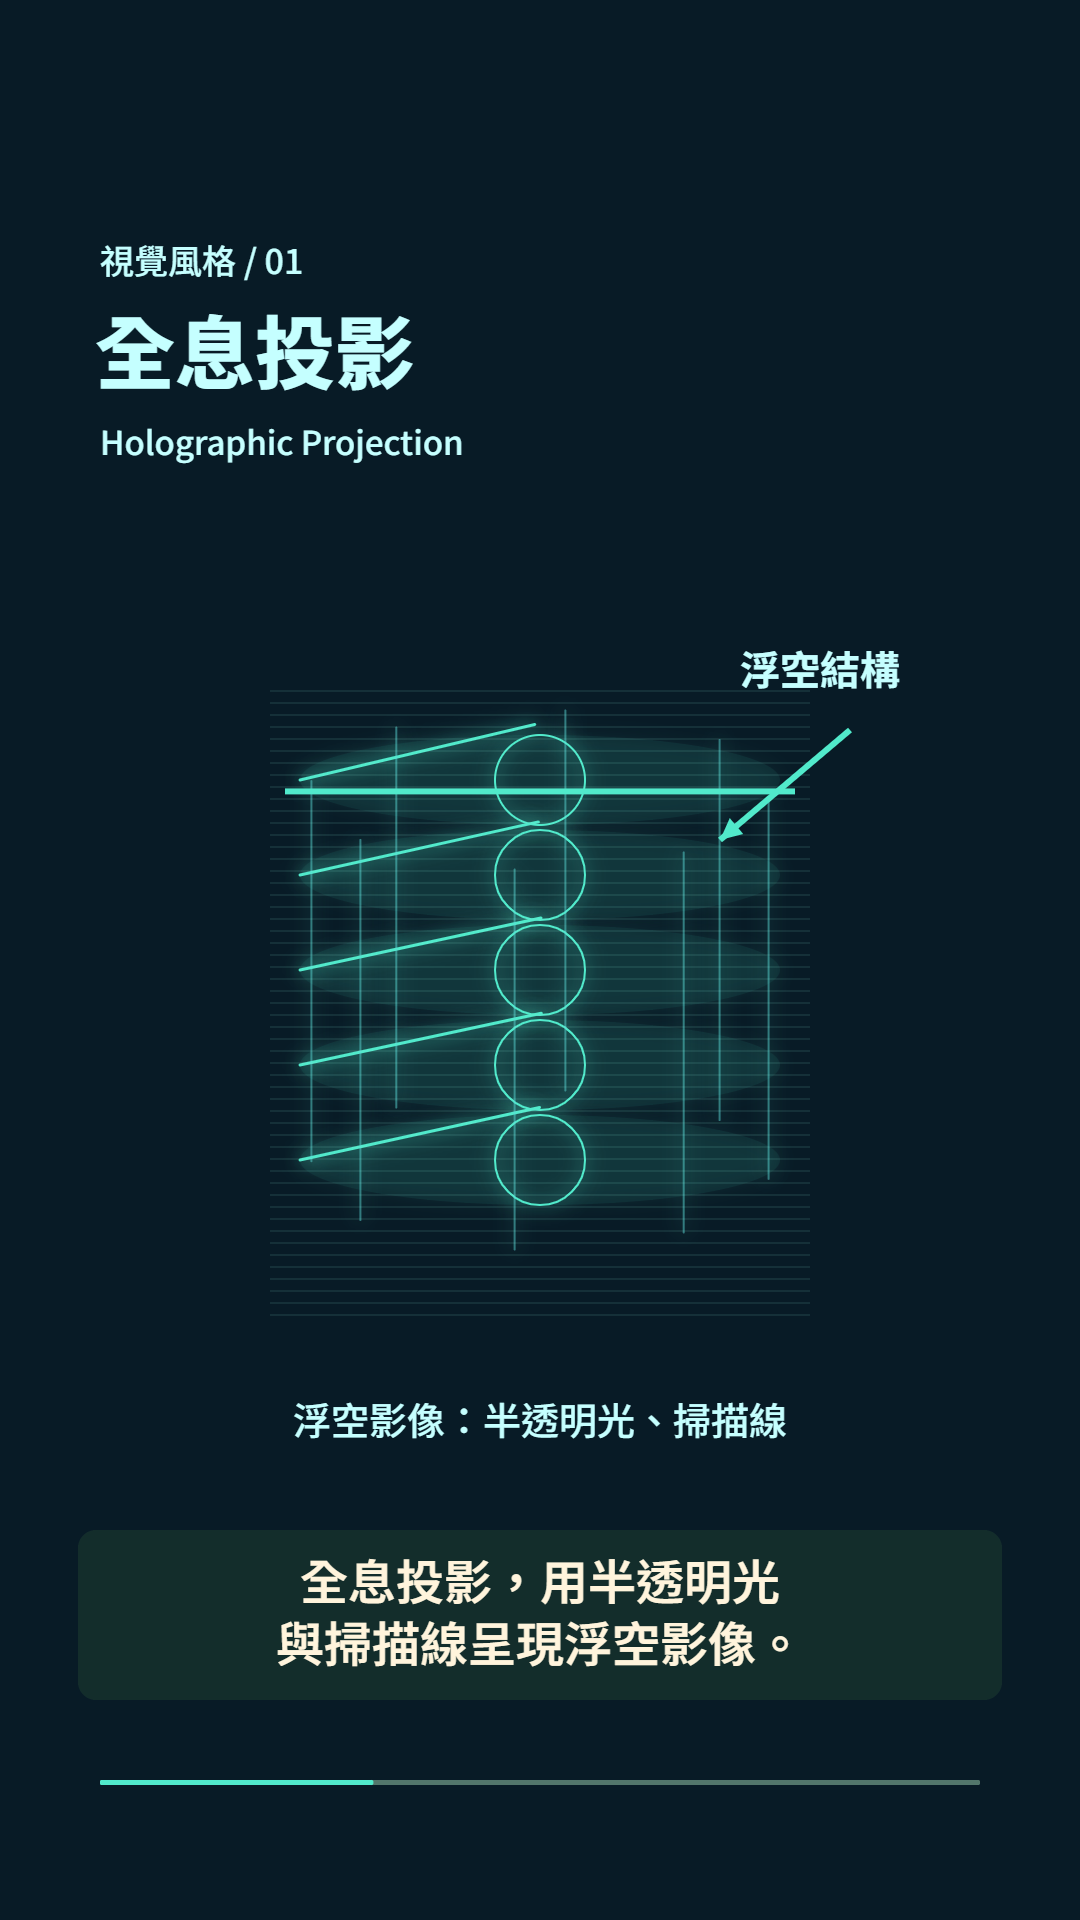 視覺風格 / 01
全息投影
Holographic Projection
浮空結構
浮空影像：半透明光、掃描線
全息投影，用半透明光
與掃描線呈現浮空影像。